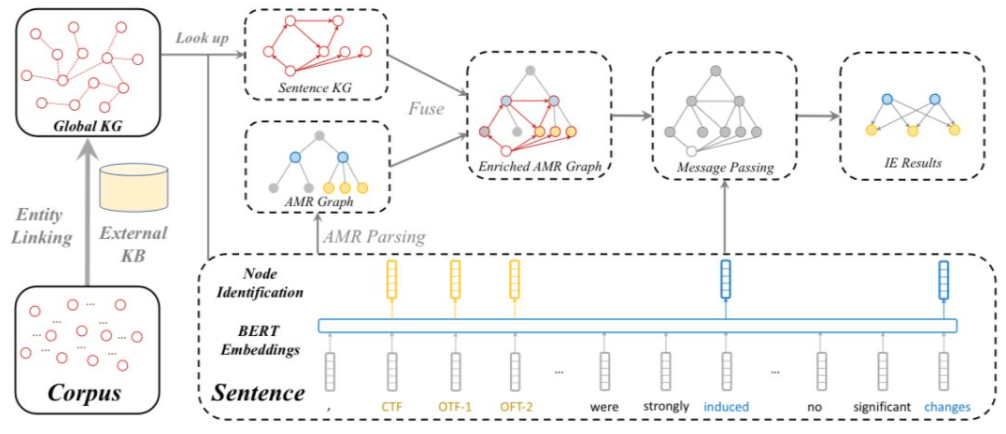 Look up
Global KG
Sentence KG
Fuse
AMR Graph
Enriched AMR Graph
Message Passing
IE Results
Entity
Linking
External
KB
AMR Parsing
Node
Identification
BERT
Embeddings
Corpus
Sentence
... ... ... ... ... ...
... ...
, CTF OTF-1 OFT-2 were strongly induced no significant changes